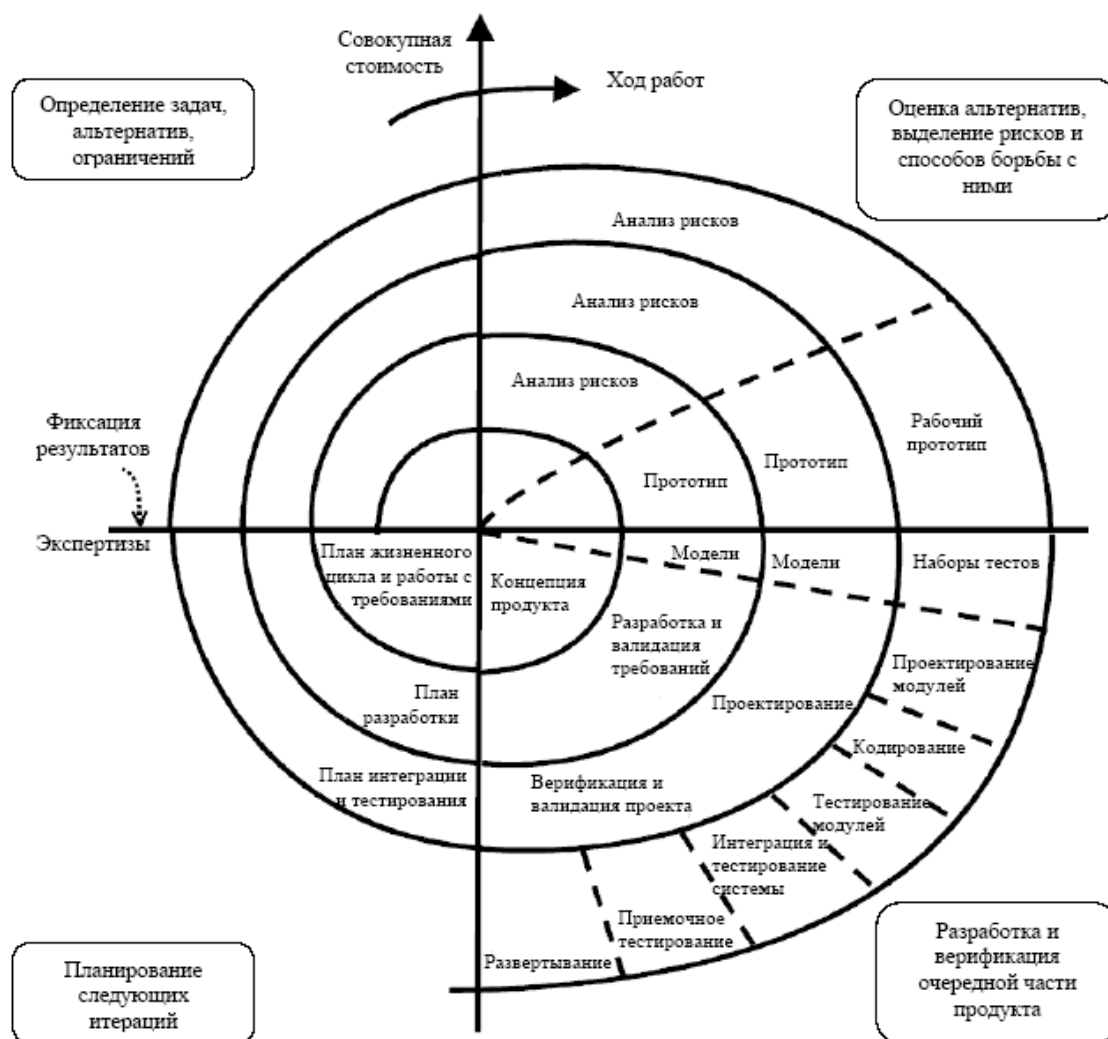 Совокупная
стоимость
Ход работ
Определение задач,
альтернатив,
ограничений
Оценка альтернатив,
выделение рисков и
способов борьбы с
ними
Анализ рисков
Анализ рисков
Анализ рисков
Фиксация
результатов
Рабочий
прототип
Прототип
Прототип
Экспертизы
План жизненного
цикла и работы с
требованиями
Концепция
продукта
Модели
Модели
Наборы тестов
Разработка и
валидация
требований
Проектирование
модулей
План
разработки
Проектирование
Кодирование
План интеграции
и тестирования
Верификация и
валидация проекта
Тестирование
модулей
Интеграция и
тестирование
системы
Приемочное
тестирование
Развертывание
Планирование
следующих
итераций
Разработка и
верификация
очередной части
продукта